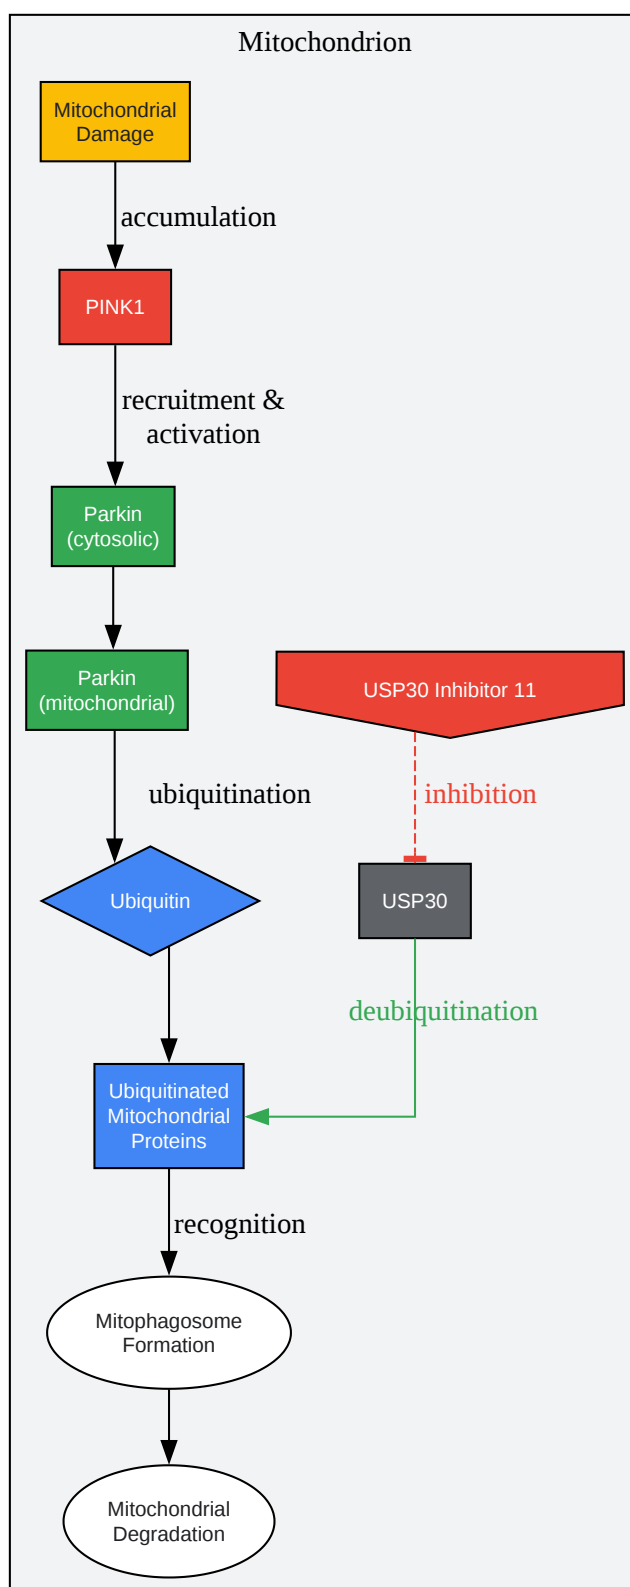 Mitochondrion
Mitochondrial
Damage
accumulation
PINK1
recruitment &
activation
Parkin
(cytosolic)
Parkin
(mitochondrial)
USP30 Inhibitor 11
ubiquitination
inhibition
Ubiquitin
USP30
deubiquitination
Ubiquitinated
Mitochondrial
Proteins
recognition
Mitophagosome
Formation
Mitochondrial
Degradation